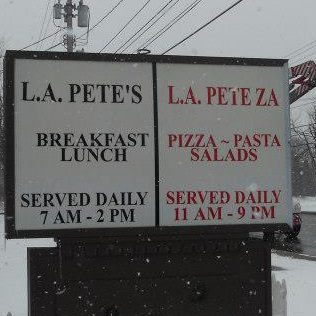 L.A. PETE'S
BREAKFAST
LUNCH
SERVED DAILY
7 AM - 2 PM
L.A. PETE ZA
PIZZA ~ PASTA
SALADS
SERVED DAILY
11 AM - 9 PM